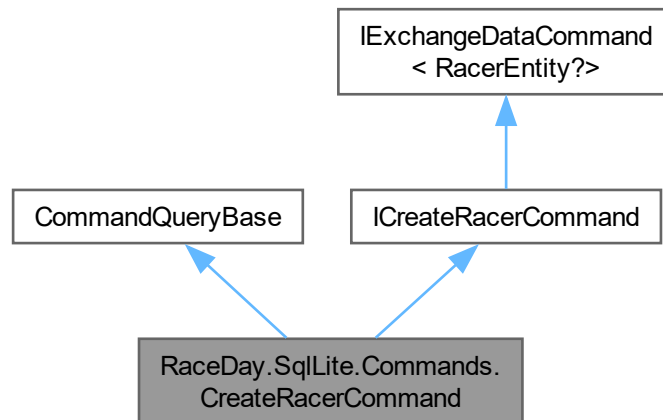 IExchangeDataCommand
< RacerEntity?>
CommandQueryBase
ICreateRacerCommand
RaceDay.SqlLite.Commands.
CreateRacerCommand